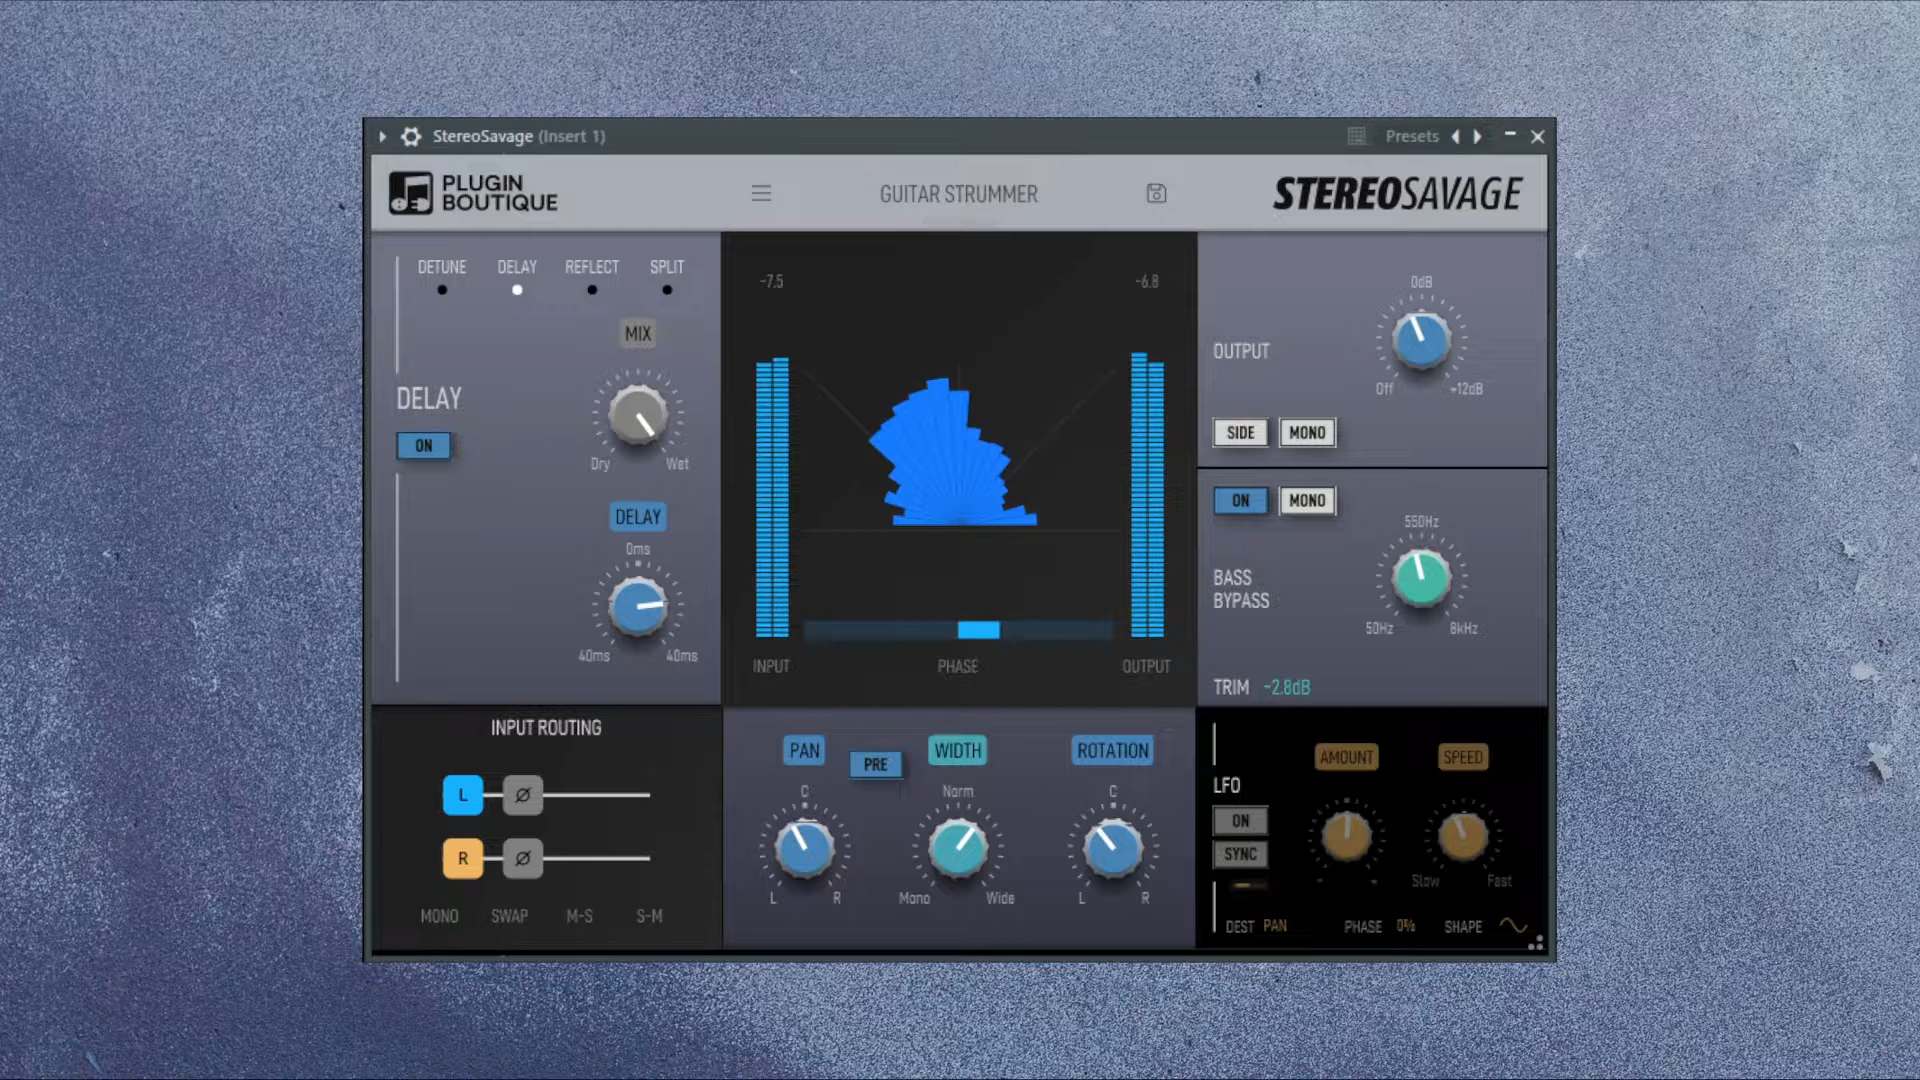 StereoSavage (Insert 1)
Presets
PLUGIN
BOUTIQUE
GUITAR STRUMMER
STEREOSAVAGE
DETUNE DELAY REFLECT SPLIT
MIX
DELAY
ON
Dry Wet
DELAY
0ms
40ms 40ms
-7.5 -6.8
INPUT PHASE OUTPUT
0dB
OUTPUT
Off +12dB
SIDE MONO
ON MONO
550Hz
BASS
BYPASS
50Hz 8kHz
TRIM -2.8dB
INPUT ROUTING
L Ø
R Ø
MONO SWAP M-S S-M
PAN PRE WIDTH ROTATION
C Norm C
L R Mono Wide L R
AMOUNT SPEED
LFO
ON
SYNC
Slow Fast
DEST PAN PHASE 0% SHAPE